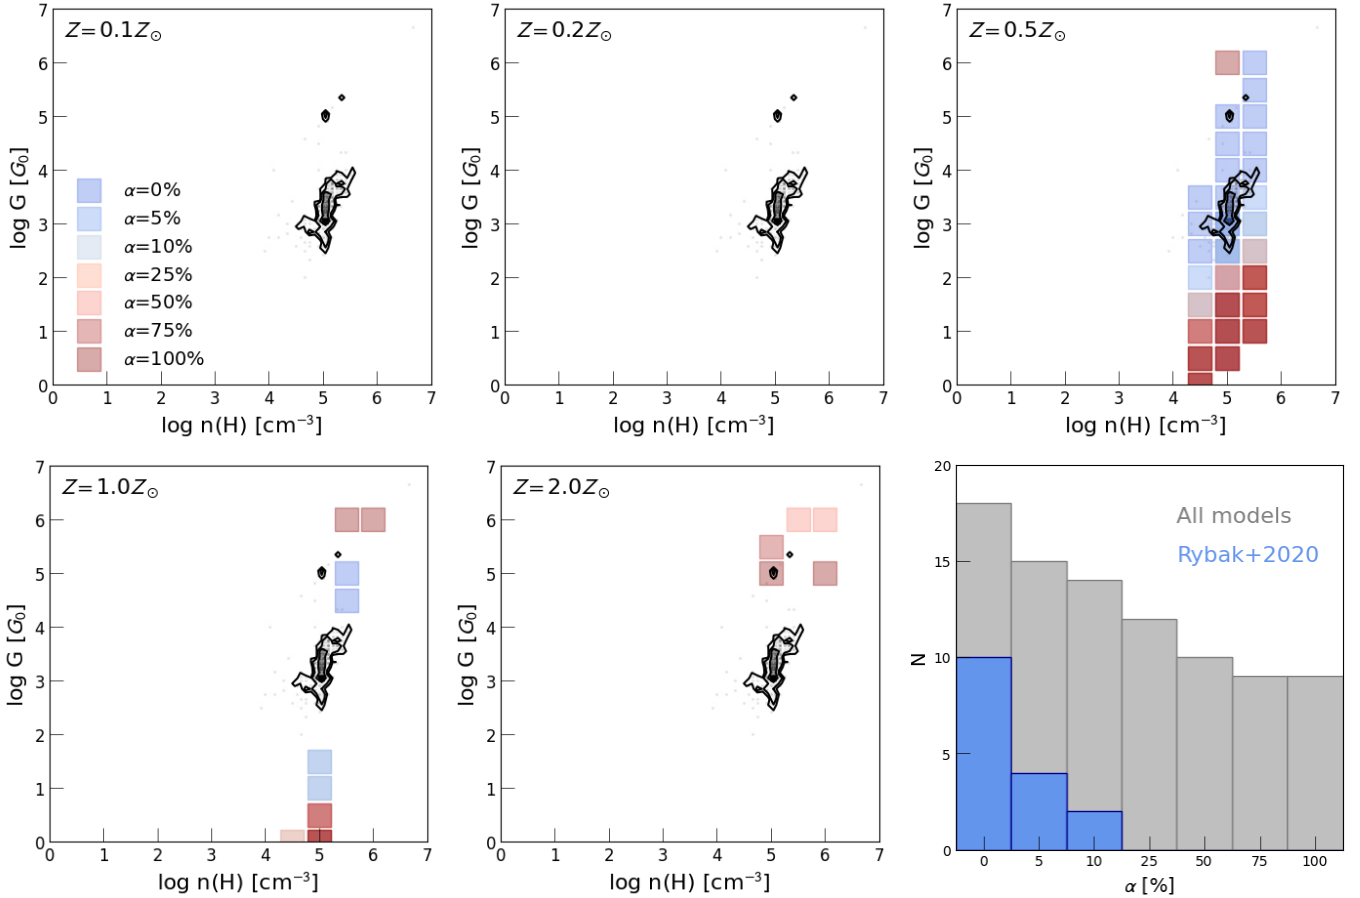 Z=0.1Z⊙
7
6
5
4
3
2
1
0
log G [G₀]
α=0%
α=5%
α=10%
α=25%
α=50%
α=75%
α=100%
0 1 2 3 4 5 6 7
log n(H) [cm⁻³]
Z=0.2Z⊙
7
6
5
4
3
2
1
0
log G [G₀]
0 1 2 3 4 5 6 7
log n(H) [cm⁻³]
Z=0.5Z⊙
7
6
5
4
3
2
1
0
log G [G₀]
0 1 2 3 4 5 6 7
log n(H) [cm⁻³]
Z=1.0Z⊙
7
6
5
4
3
2
1
0
log G [G₀]
0 1 2 3 4 5 6 7
log n(H) [cm⁻³]
Z=2.0Z⊙
7
6
5
4
3
2
1
0
log G [G₀]
0 1 2 3 4 5 6 7
log n(H) [cm⁻³]
20
15
10
5
0
N
All models
Rybak+2020
0 5 10 25 50 75 100
α [%]